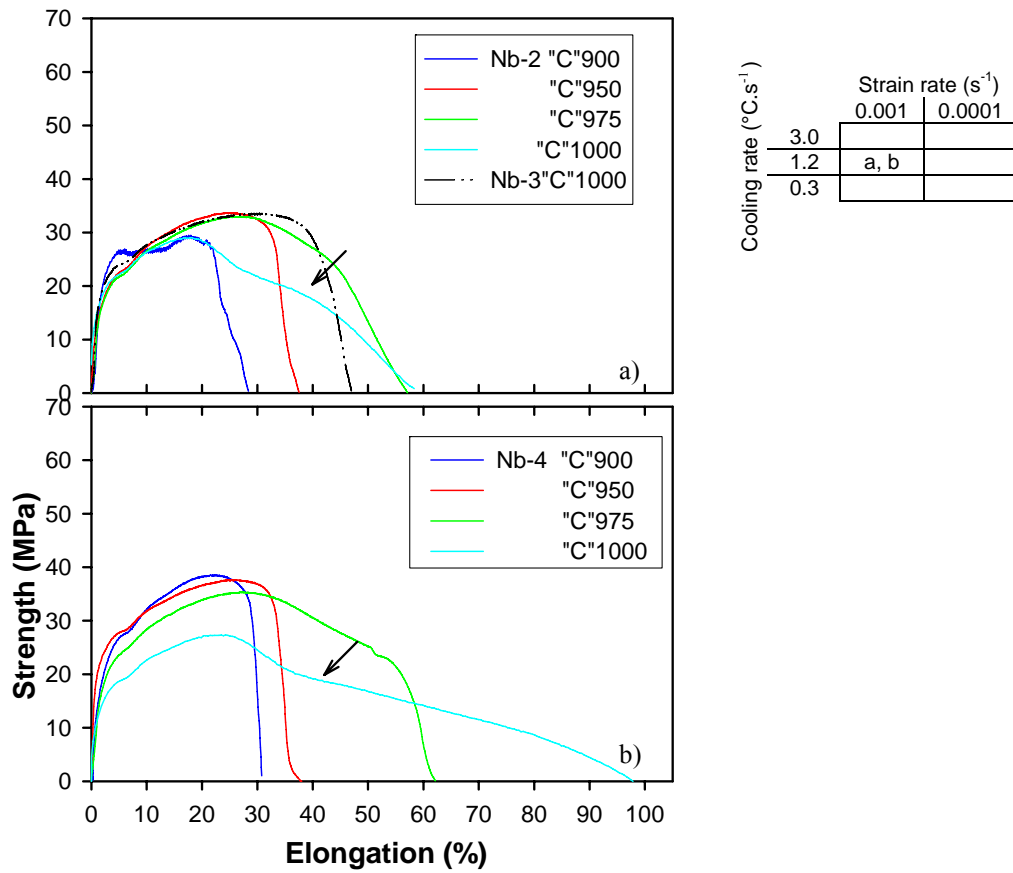 70
60
50
40
30
20
10
0
Nb-2 "C"900
"C"950
"C"975
"C"1000
Nb-3"C"1000
a)
Cooling rate (°C.s⁻¹)
Strain rate (s⁻¹)
0.001 0.0001
3.0
1.2 a, b
0.3
70
60
50
40
30
20
10
0
Nb-4 "C"900
"C"950
"C"975
"C"1000
b)
0 10 20 30 40 50 60 70 80 90 100
Strength (MPa)
Elongation (%)